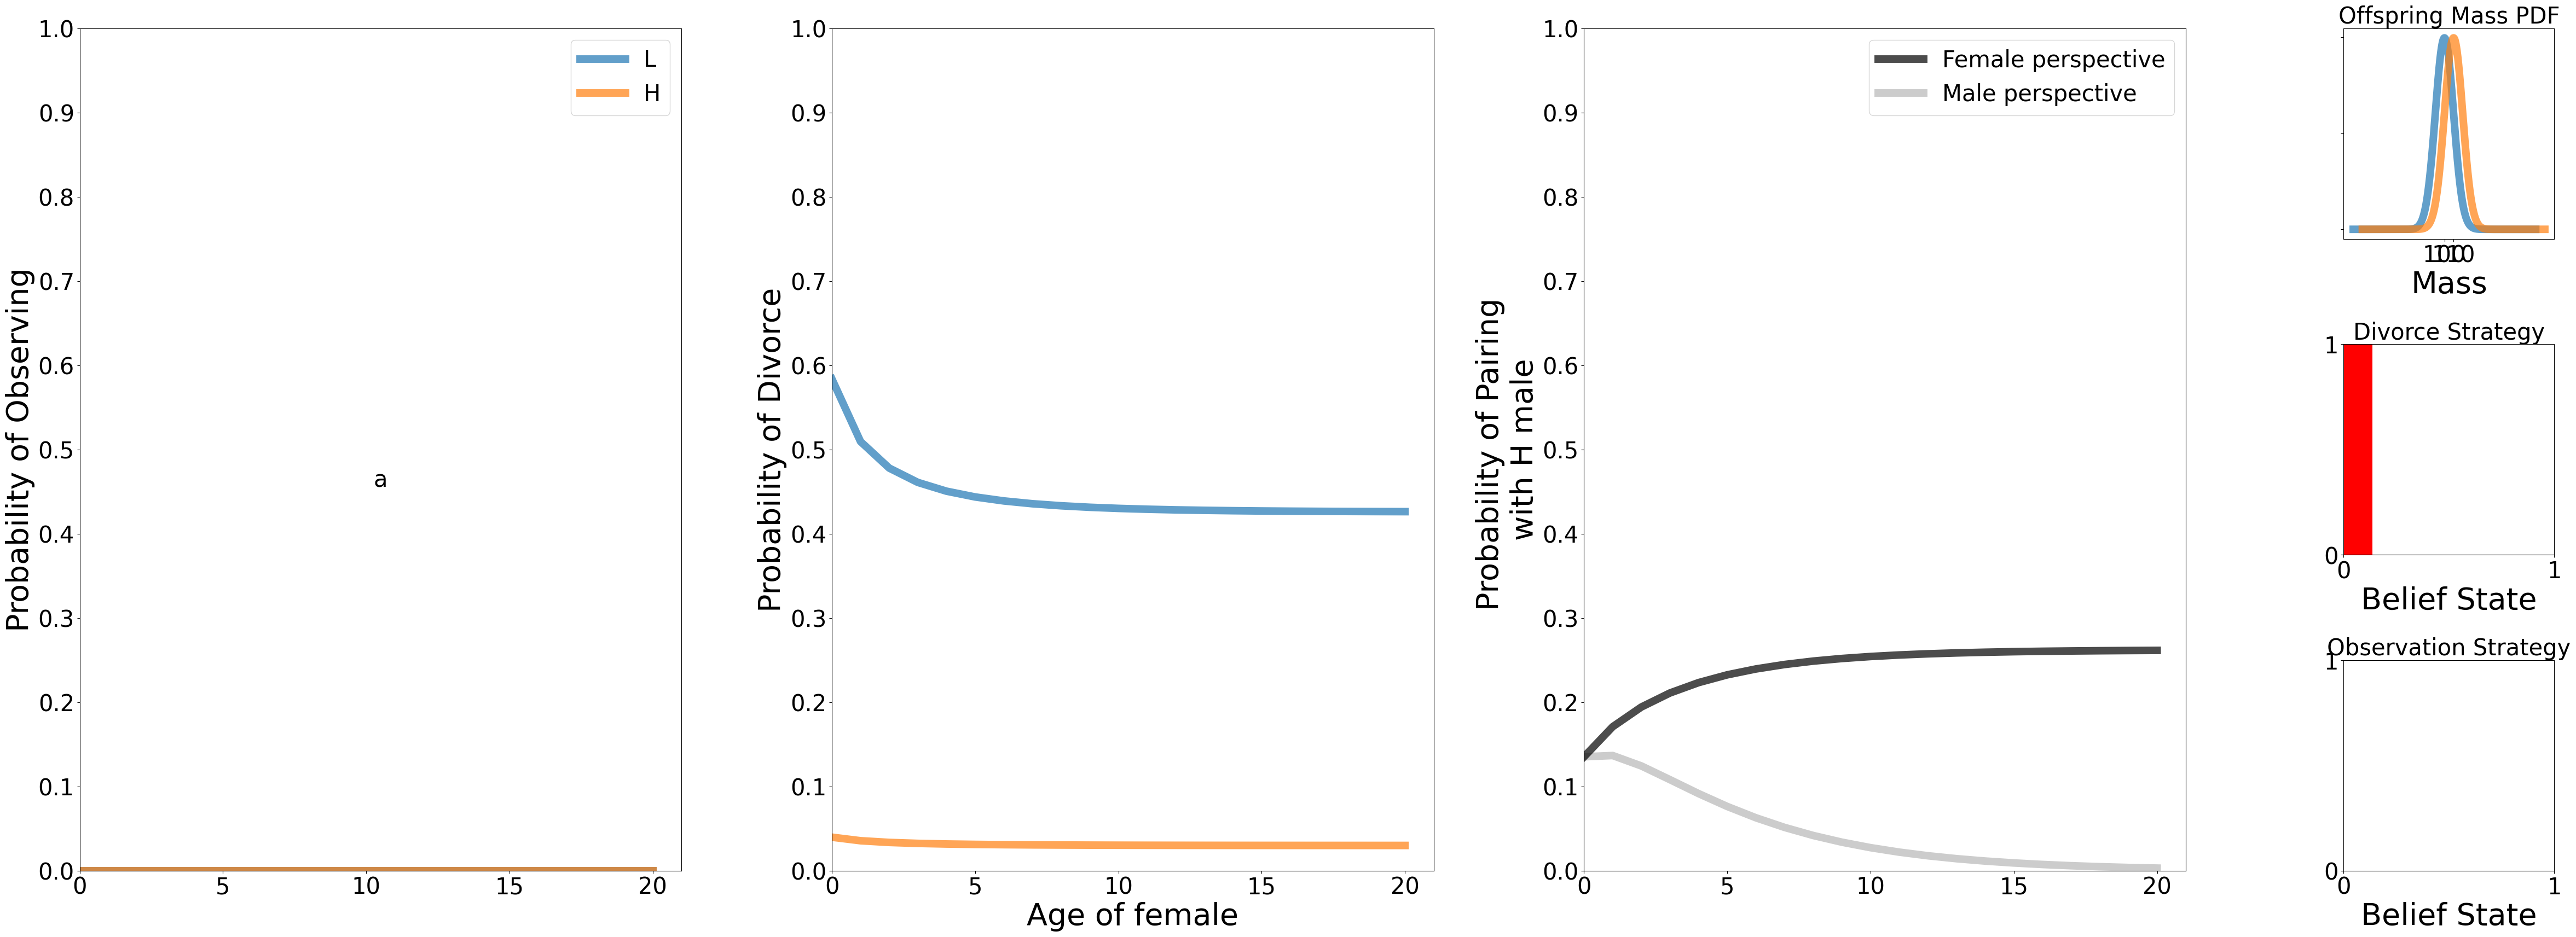 Probability of Observing
1.0
0.9
0.8
0.7
0.6
0.5
0.4
0.3
0.2
0.1
0.0
0 5 10 15 20
L
H
a
Probability of Divorce
1.0
0.9
0.8
0.7
0.6
0.5
0.4
0.3
0.2
0.1
0.0
0 5 10 15 20
Age of female
Probability of Pairing
with H male
1.0
0.9
0.8
0.7
0.6
0.5
0.4
0.3
0.2
0.1
0.0
0 5 10 15 20
Female perspective
Male perspective
Offspring Mass PDF
100 110
Mass
Divorce Strategy
1
0
0 1
Belief State
Observation Strategy
1
0
0 1
Belief State